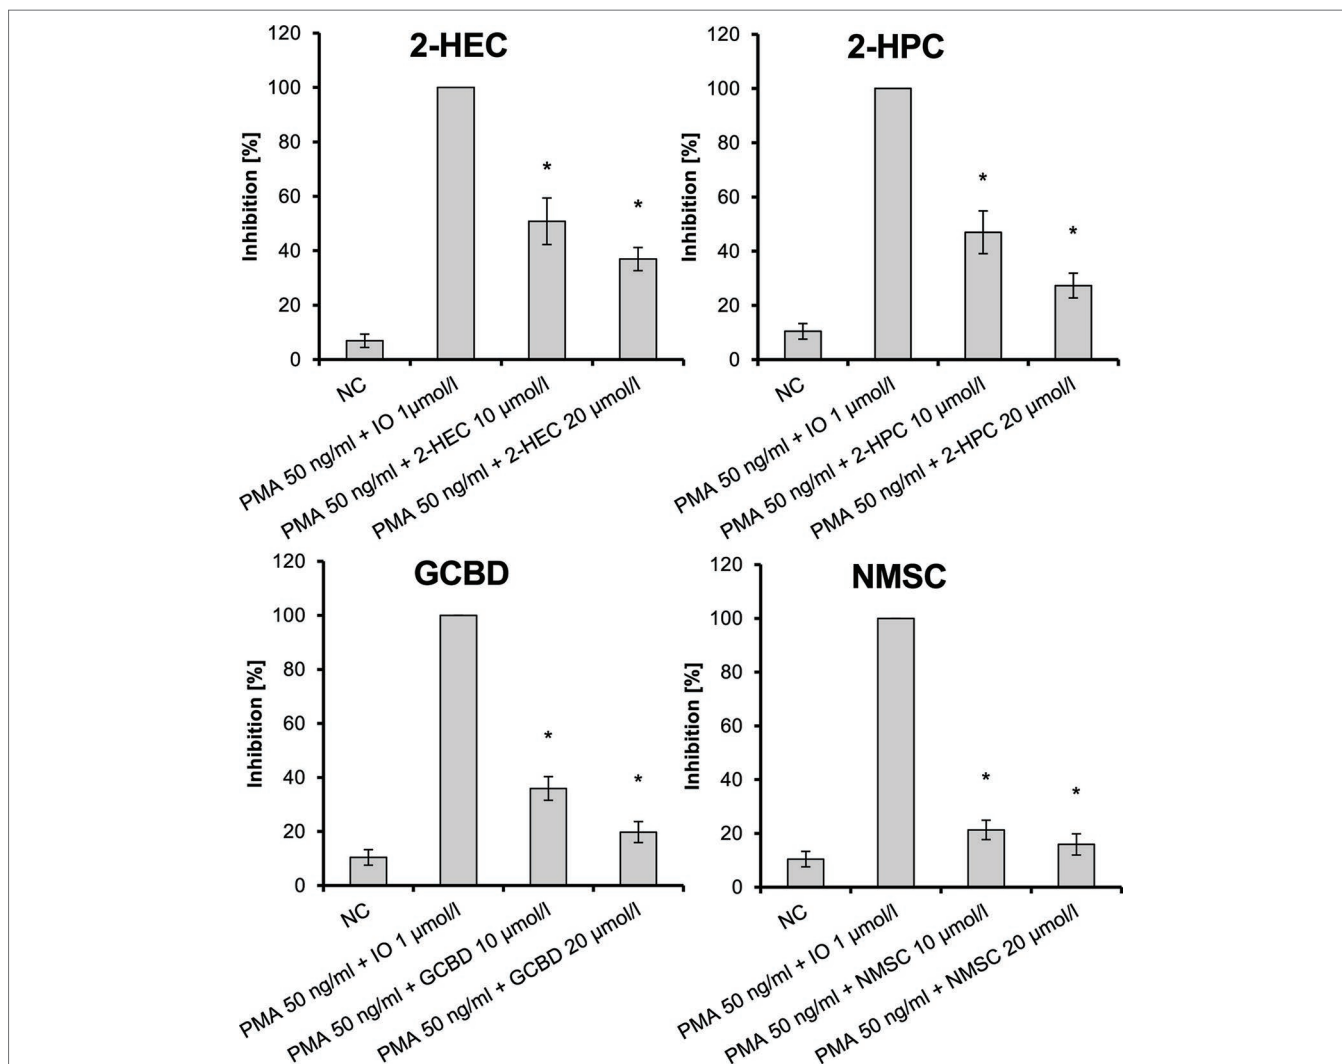 2-HEC
120
100
80
60
40
20
0
Inhibition [%]
*
*
NC
PMA 50 ng/ml + IO 1µmol/l
PMA 50 ng/ml + 2-HEC 10 µmol/l
PMA 50 ng/ml + 2-HEC 20 µmol/l
2-HPC
120
100
80
60
40
20
0
Inhibition [%]
*
*
NC
PMA 50 ng/ml + IO 1 µmol/l
PMA 50 ng/ml + 2-HPC 10 µmol/l
PMA 50 ng/ml + 2-HPC 20 µmol/l
GCBD
120
100
80
60
40
20
0
Inhibition [%]
*
*
NC
PMA 50 ng/ml + IO 1 µmol/l
PMA 50 ng/ml + GCBD 10 µmol/l
PMA 50 ng/ml + GCBD 20 µmol/l
NMSC
120
100
80
60
40
20
0
Inhibition [%]
*
*
NC
PMA 50 ng/ml + IO 1 µmol/l
PMA 50 ng/ml + NMSC 10 µmol/l
PMA 50 ng/ml + NMSC 20 µmol/l